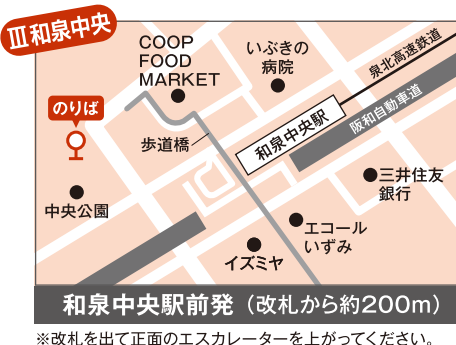 III 和泉中央
COOP
FOOD
MARKET
いぶきの
病院
泉北高速鉄道
阪和自動車道
のりば
歩道橋
和泉中央駅
中央公園
三井住友
銀行
エコール
いずみ
イズミヤ
和泉中央駅前発（改札から約200m）
※改札を出て正面のエスカレーターを上がってください。